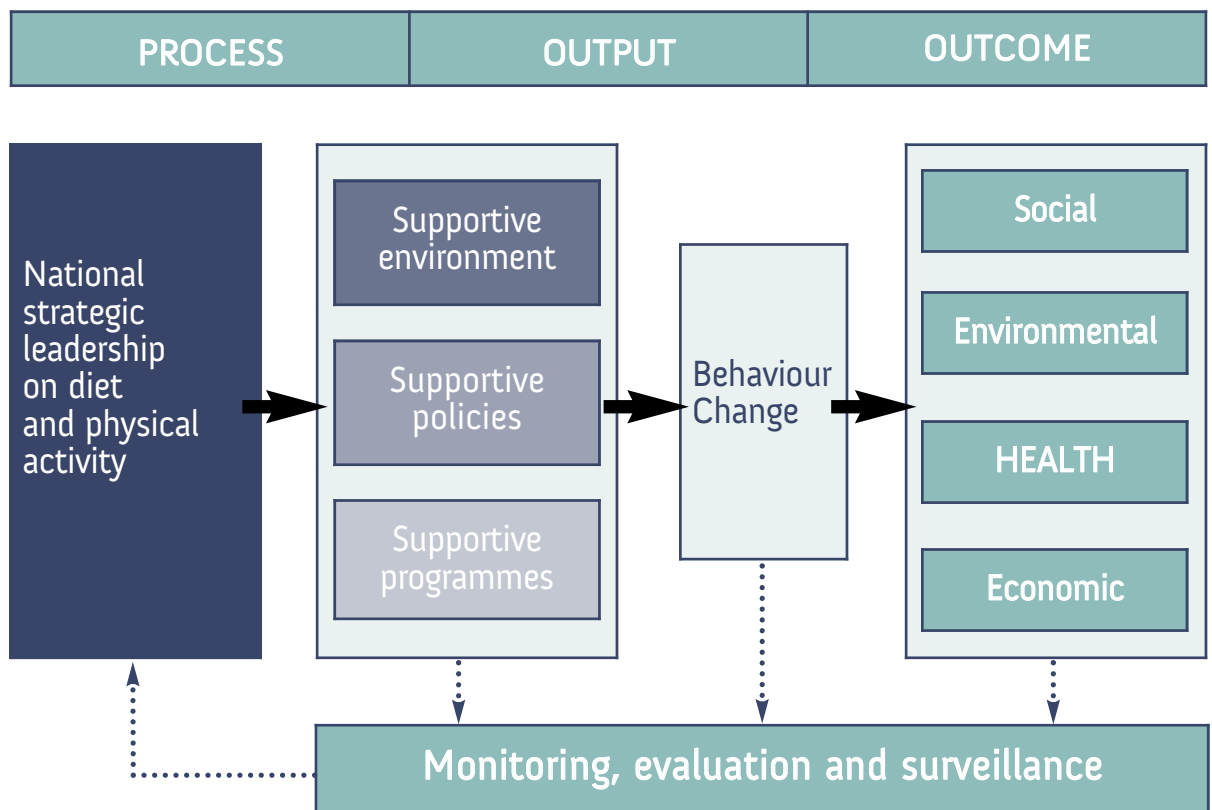 PROCESS
OUTPUT
OUTCOME
National
strategic
leadership
on diet
and physical
activity
Supportive
environment
Supportive
policies
Supportive
programmes
Behaviour
Change
Social
Environmental
HEALTH
Economic
Monitoring, evaluation and surveillance